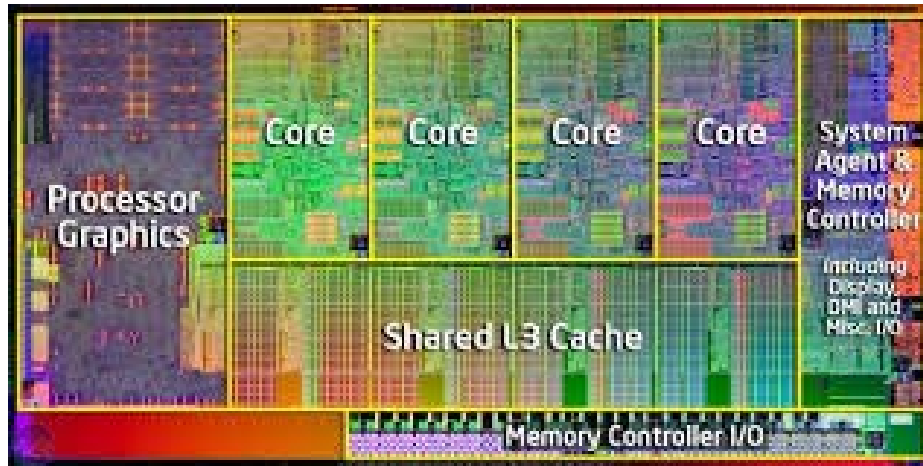 Processor
Graphics
Core
Core
Core
Core
System
Agent &
Memory
Controller
Including
Display,
DMI and
Misc. I/O
Shared L3 Cache
Memory Controller I/O